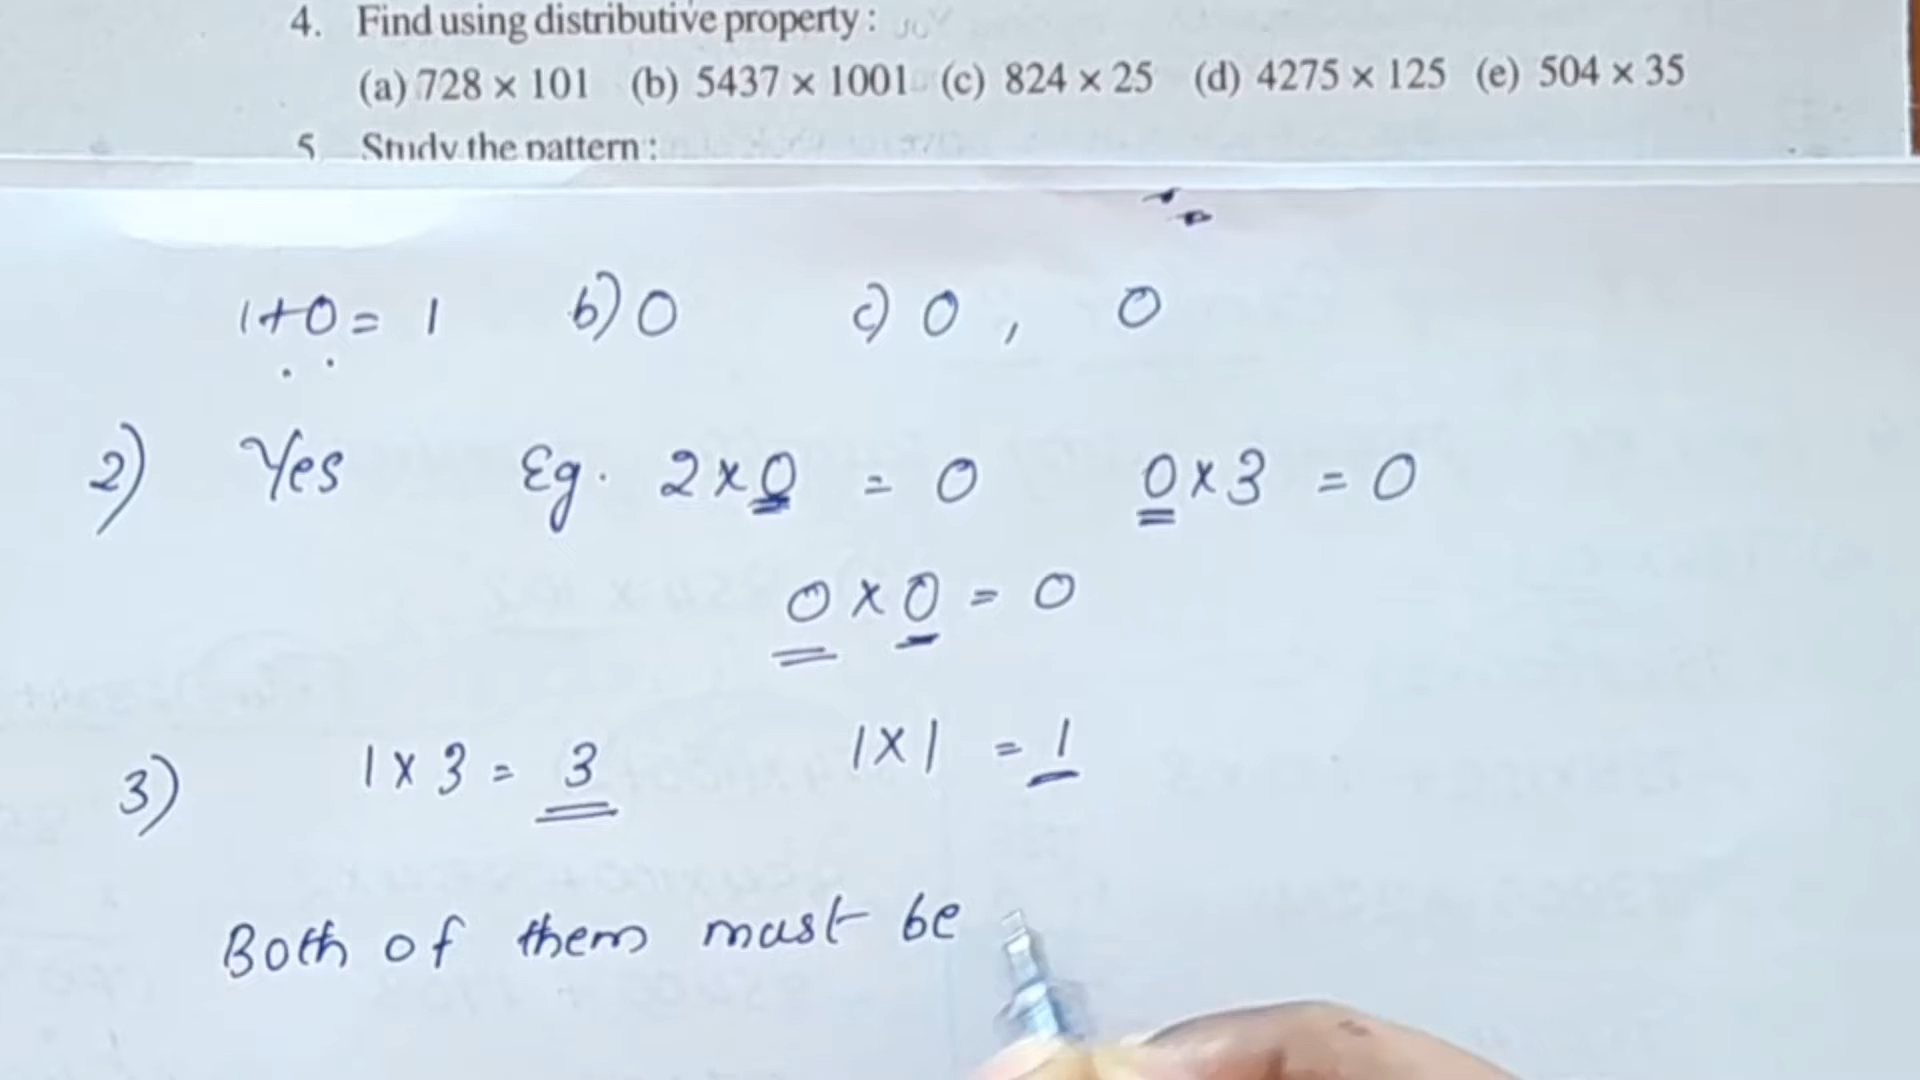 4. Find using distributive property :
(a) 728 × 101 (b) 5437 × 1001 (c) 824 × 25 (d) 4275 × 125 (e) 504 × 35
5 Study the pattern :
1+0 = 1 b) 0 c) 0 , 0
2) Yes Eg. 2×0 = 0 0×3 = 0
0 × 0 = 0
3) 1 × 3 = 3 1×1 = 1
Both of them must be